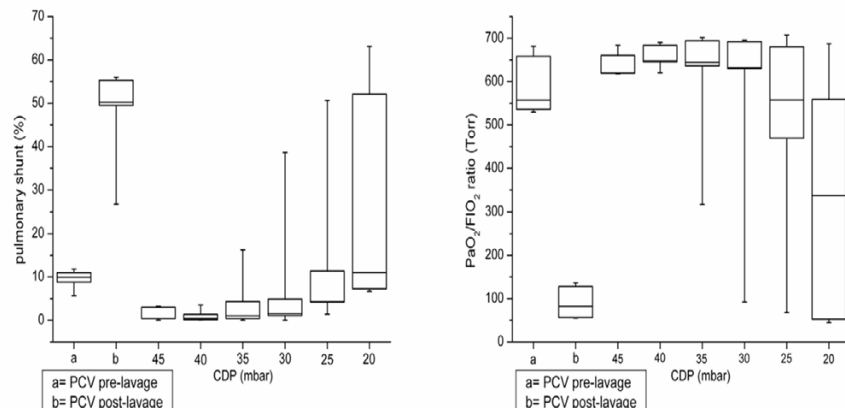 pulmonary shunt (%)
70
60
50
40
30
20
10
0
a b 45 40 35 30 25 20
CDP (mbar)
a= PCV pre-lavage
b= PCV post-lavage
PaO₂/FIO₂ ratio (Torr)
700
600
500
400
300
200
100
0
a b 45 40 35 30 25 20
CDP (mbar)
a= PCV pre-lavage
b= PCV post-lavage